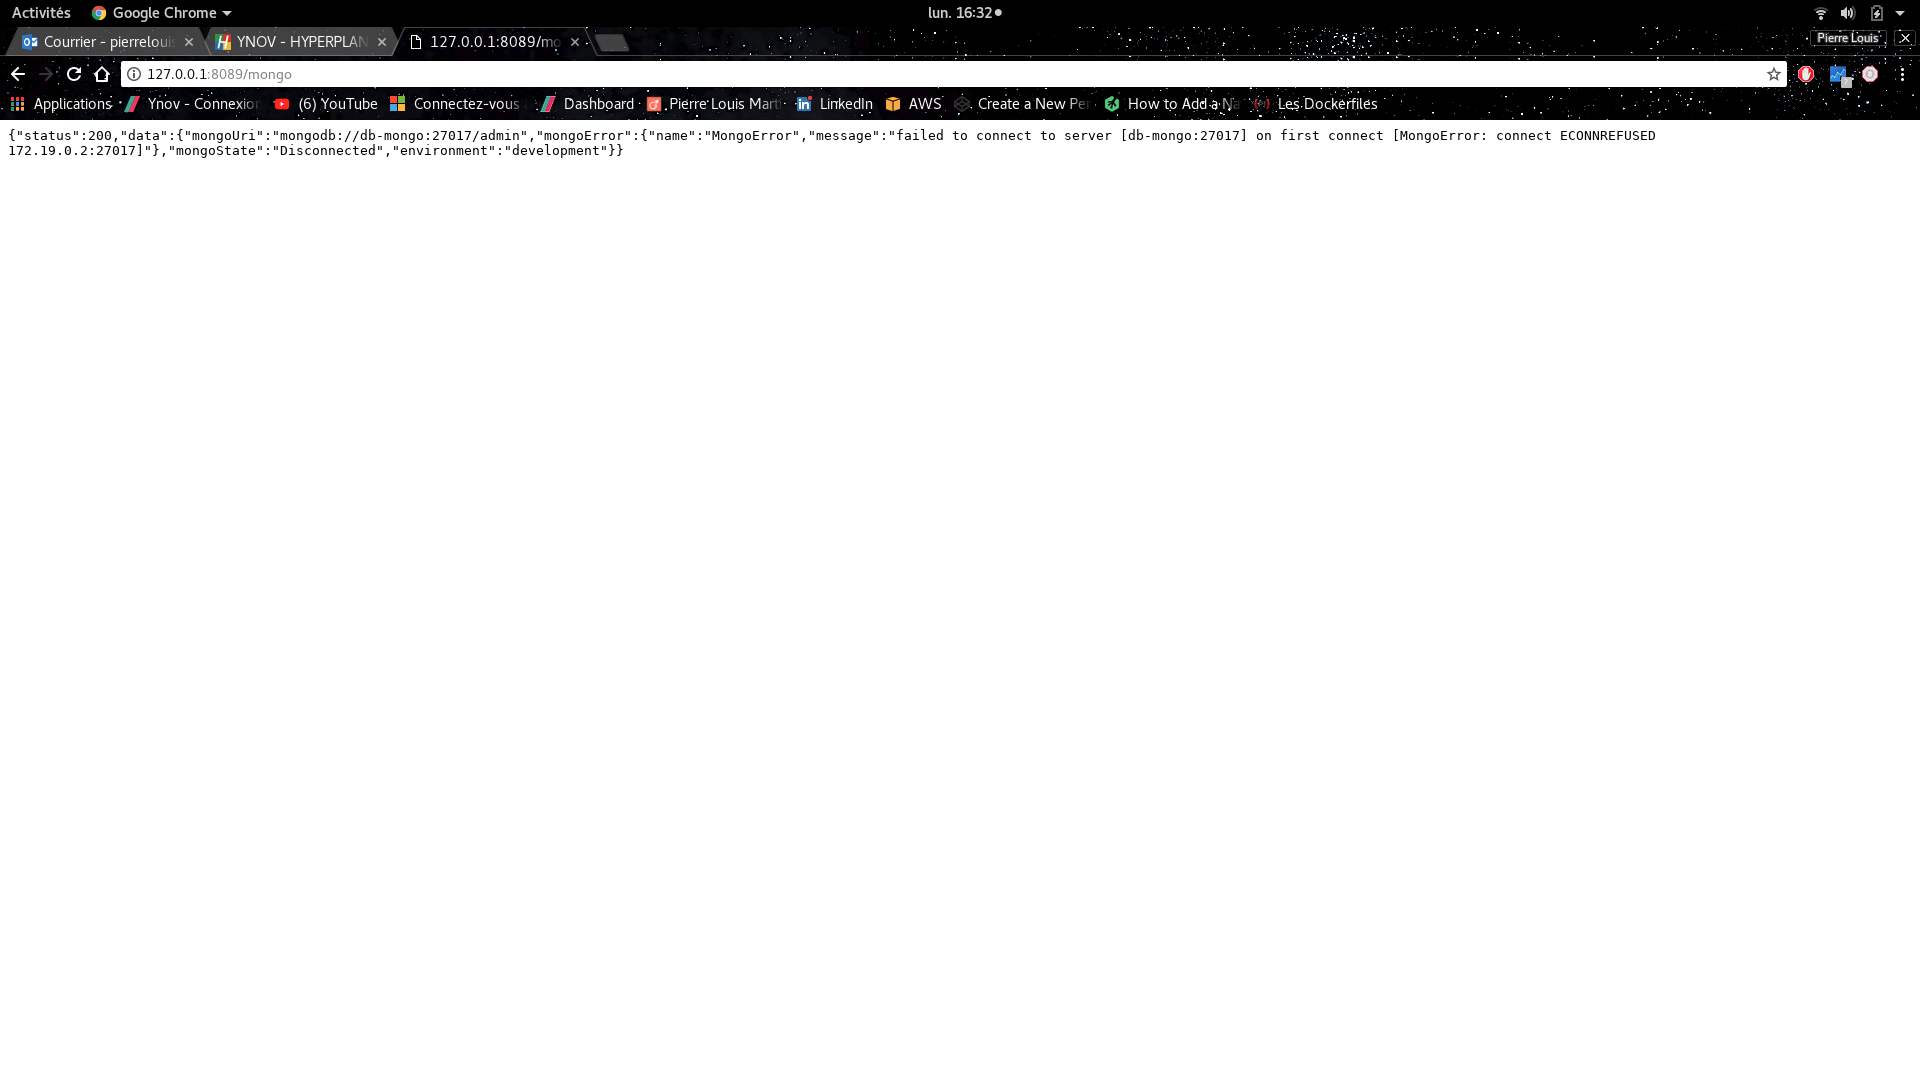 Activités Google Chrome lun. 16:32
Courrier - pierrelouis YNOV - HYPERPLAN 127.0.0.1:8089/mo Pierre Louis
127.0.0.1:8089/mongo
Applications Ynov - Connexion (6) YouTube Connectez-vous Dashboard Pierre Louis Mart LinkedIn AWS Create a New Per How to Add a Na Les Dockerfiles
{"status":200,"data":{"mongoUri":"mongodb://db-mongo:27017/admin","mongoError":{"name":"MongoError","message":"failed to connect to server [db-mongo:27017] on first connect [MongoError: connect ECONNREFUSED
172.19.0.2:27017]"},"mongoState":"Disconnected","environment":"development"}}